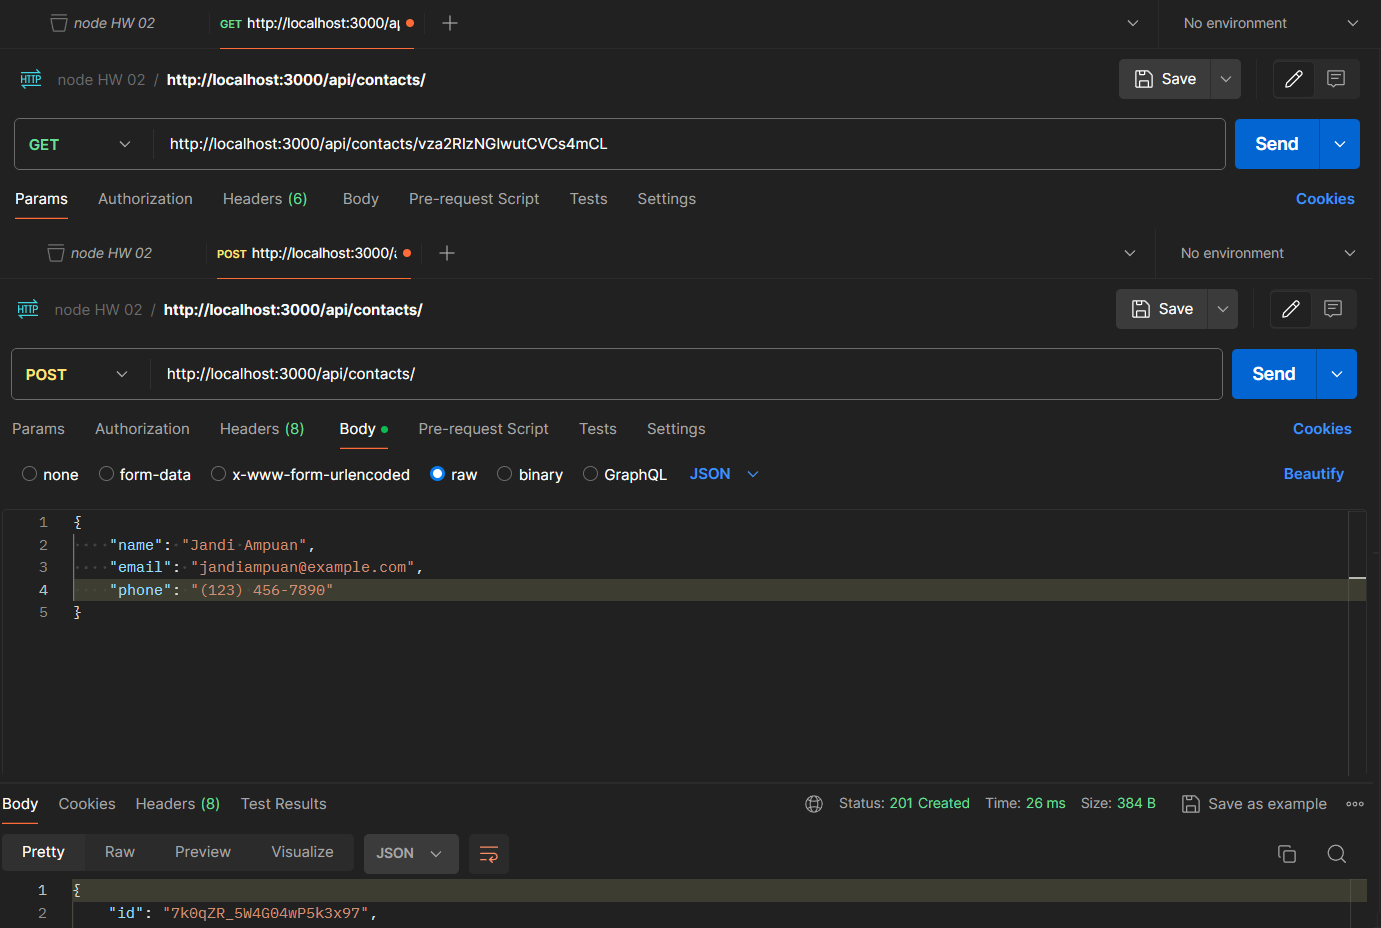 node HW 02 GET http://localhost:3000/a No environment
HTTP node HW 02 / http://localhost:3000/api/contacts/ Save
GET http://localhost:3000/api/contacts/vza2RIzNGIwutCVCs4mCL Send
Params Authorization Headers (6) Body Pre-request Script Tests Settings Cookies
node HW 02 POST http://localhost:3000/ No environment
HTTP node HW 02 / http://localhost:3000/api/contacts/ Save
POST http://localhost:3000/api/contacts/ Send
Params Authorization Headers (8) Body Pre-request Script Tests Settings Cookies
none form-data x-www-form-urlencoded raw binary GraphQL JSON Beautify
1 {
2 "name": "Jandi Ampuan",
3 "email": "jandiampuan@example.com",
4 "phone": "(123) 456-7890"
5 }
Body Cookies Headers (8) Test Results Status: 201 Created Time: 26 ms Size: 384 B Save as example
Pretty Raw Preview Visualize JSON
1 {
2 "id": "7k0qZR_5W4G04wP5k3x97",